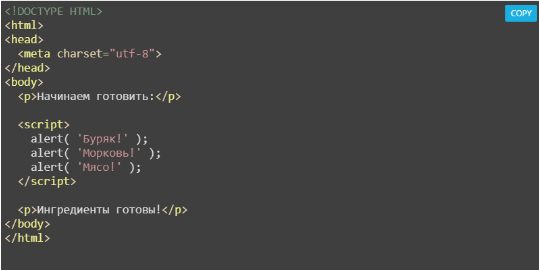 <!DOCTYPE HTML>
COPY
<html>
<head>
  <meta charset="utf-8">
</head>
<body>
  <p>Начинаем готовить:</p>

  <script>
    alert( 'Буряк!' );
    alert( 'Морковь!' );
    alert( 'Мясо!' );
  </script>

  <p>Ингредиенты готовы!</p>
</body>
</html>